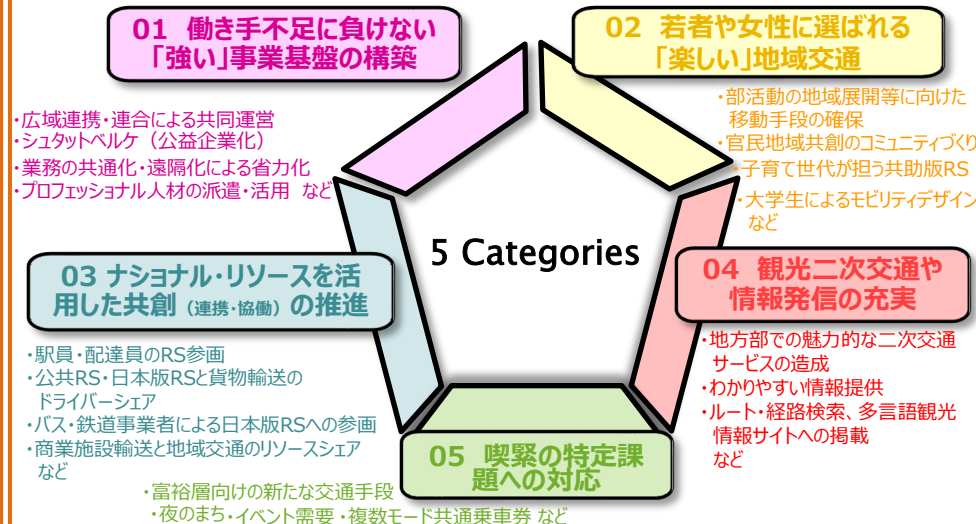 01 働き手不足に負けない
「強い」事業基盤の構築
・広域連携・連合による共同運営
・シュタットベルケ（公益企業化）
・業務の共通化・遠隔化による省力化
・プロフェッショナル人材の派遣・活用 など
02 若者や女性に選ばれる
「楽しい」地域交通
・部活動の地域展開等に向けた
移動手段の確保
・官民地域共創のコミュニティづくり
・子育て世代が担う共助版RS
・大学生によるモビリティデザイン
など
5 Categories
03 ナショナル・リソースを活
用した共創（連携・協働）の推進
・駅員・配達員のRS参画
・公共RS・日本版RSと貨物輸送の
ドライバーシェア
・バス・鉄道事業者による日本版RSへの参画
・商業施設輸送と地域交通のリソースシェア
など
04 観光二次交通や
情報発信の充実
・地方部での魅力的な二次交通
サービスの造成
・わかりやすい情報提供
・ルート・経路検索、多言語観光
情報サイトへの掲載
など
05 喫緊の特定課
題への対応
・富裕層向けの新たな交通手段
・夜のまち・イベント需要・複数モード共通乗車券 など